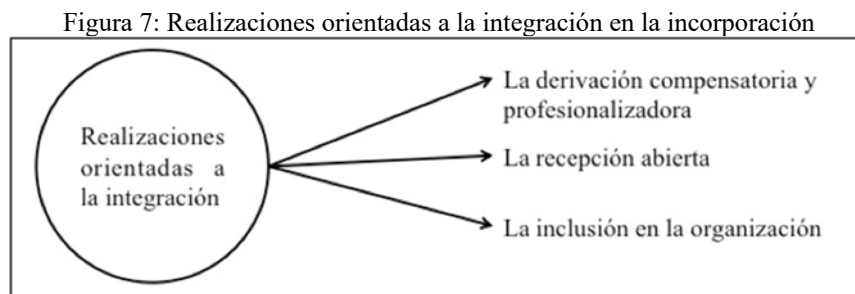 Figura 7: Realizaciones orientadas a la integración en la incorporación
Realizaciones
orientadas a
la integración
La derivación compensatoria y
profesionalizadora
La recepción abierta
La inclusión en la organización